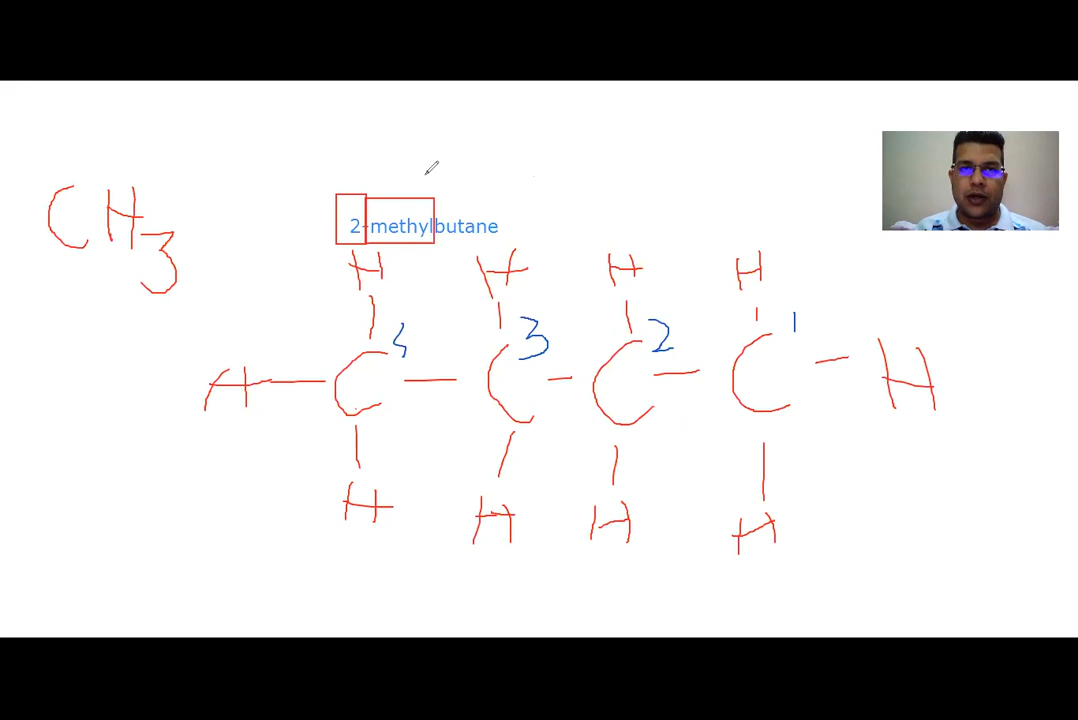 CH3
2-methylbutane
H H H H
4 3 2 1
H - C - C - C - C - H
H H H H